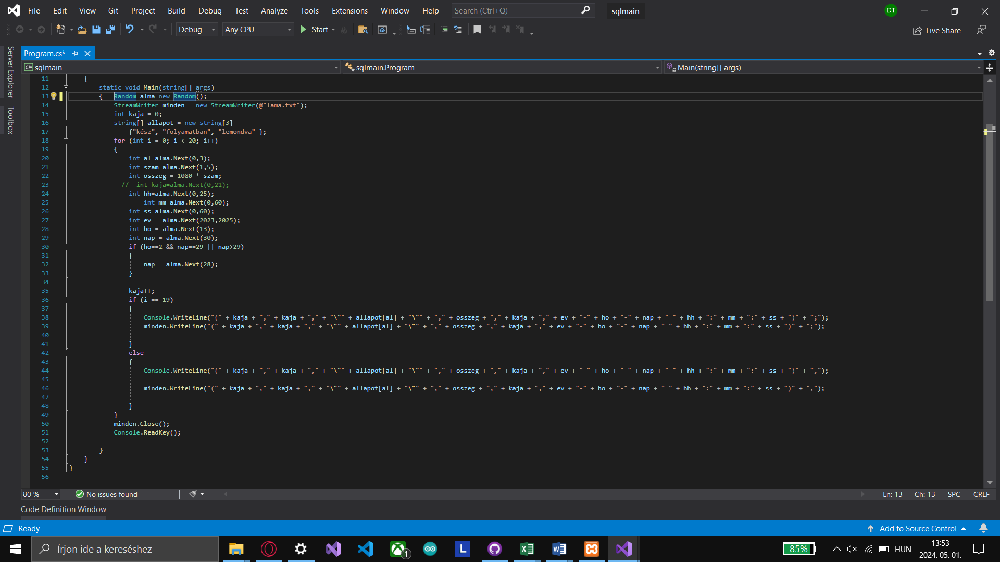 File Edit View Git Project Build Debug Test Analyze Tools Extensions Window Help Search (Ctrl+Q) sqlmain DT
Debug Any CPU Start Live Share
Server Explorer
Toolbox
Program.cs*
sqlmain sqlmain.Program Main(string[] args)
11 {
12 static void Main(string[] args)
13 { Random alma=new Random();
14 StreamWriter minden = new StreamWriter(@"lama.txt");
15 int kaja = 0;
16 string[] allapot = new string[3]
17 {"kész", "folyamatban", "lemondva" };
18 for (int i = 0; i < 20; i++)
19 {
20 int al=alma.Next(0,3);
21 int szam=alma.Next(1,5);
22 int osszeg = 1080 * szam;
23 // int kaja=alma.Next(0,21);
24 int hh=alma.Next(0,25);
25 int mm=alma.Next(0,60);
26 int ss=alma.Next(0,60);
27 int ev = alma.Next(2023,2025);
28 int ho = alma.Next(13);
29 int nap = alma.Next(30);
30 if (ho==2 && nap==29 || nap>29)
31 {
32 nap = alma.Next(28);
33 }
34
35 kaja++;
36 if (i == 19)
37 {
38 Console.WriteLine("(" + kaja + "," + kaja + "," + "\"" + allapot[al] + "\"" + "," + osszeg + "," + kaja + "," + ev + "-" + ho + "-" + nap + " " + hh + ":" + mm + ":" + ss + ")" + ";");
39 minden.WriteLine("(" + kaja + "," + kaja + "," + "\"" + allapot[al] + "\"" + "," + osszeg + "," + kaja + "," + ev + "-" + ho + "-" + nap + " " + hh + ":" + mm + ":" + ss + ")" + ";");
40
41 }
42 else
43 {
44 Console.WriteLine("(" + kaja + "," + kaja + "," + "\"" + allapot[al] + "\"" + "," + osszeg + "," + kaja + "," + ev + "-" + ho + "-" + nap + " " + hh + ":" + mm + ":" + ss + ")" + ",");
45
46 minden.WriteLine("(" + kaja + "," + kaja + "," + "\"" + allapot[al] + "\"" + "," + osszeg + "," + kaja + "," + ev + "-" + ho + "-" + nap + " " + hh + ":" + mm + ":" + ss + ")" + ",");
47
48 }
49 }
50 minden.Close();
51 Console.ReadKey();
52
53 }
54 }
55 }
56
80 % No issues found Ln: 13 Ch: 13 SPC CRLF
Code Definition Window
Ready Add to Source Control
Írjon ide a kereséshez 1 L 85% HUN 13:53
2024. 05. 01.